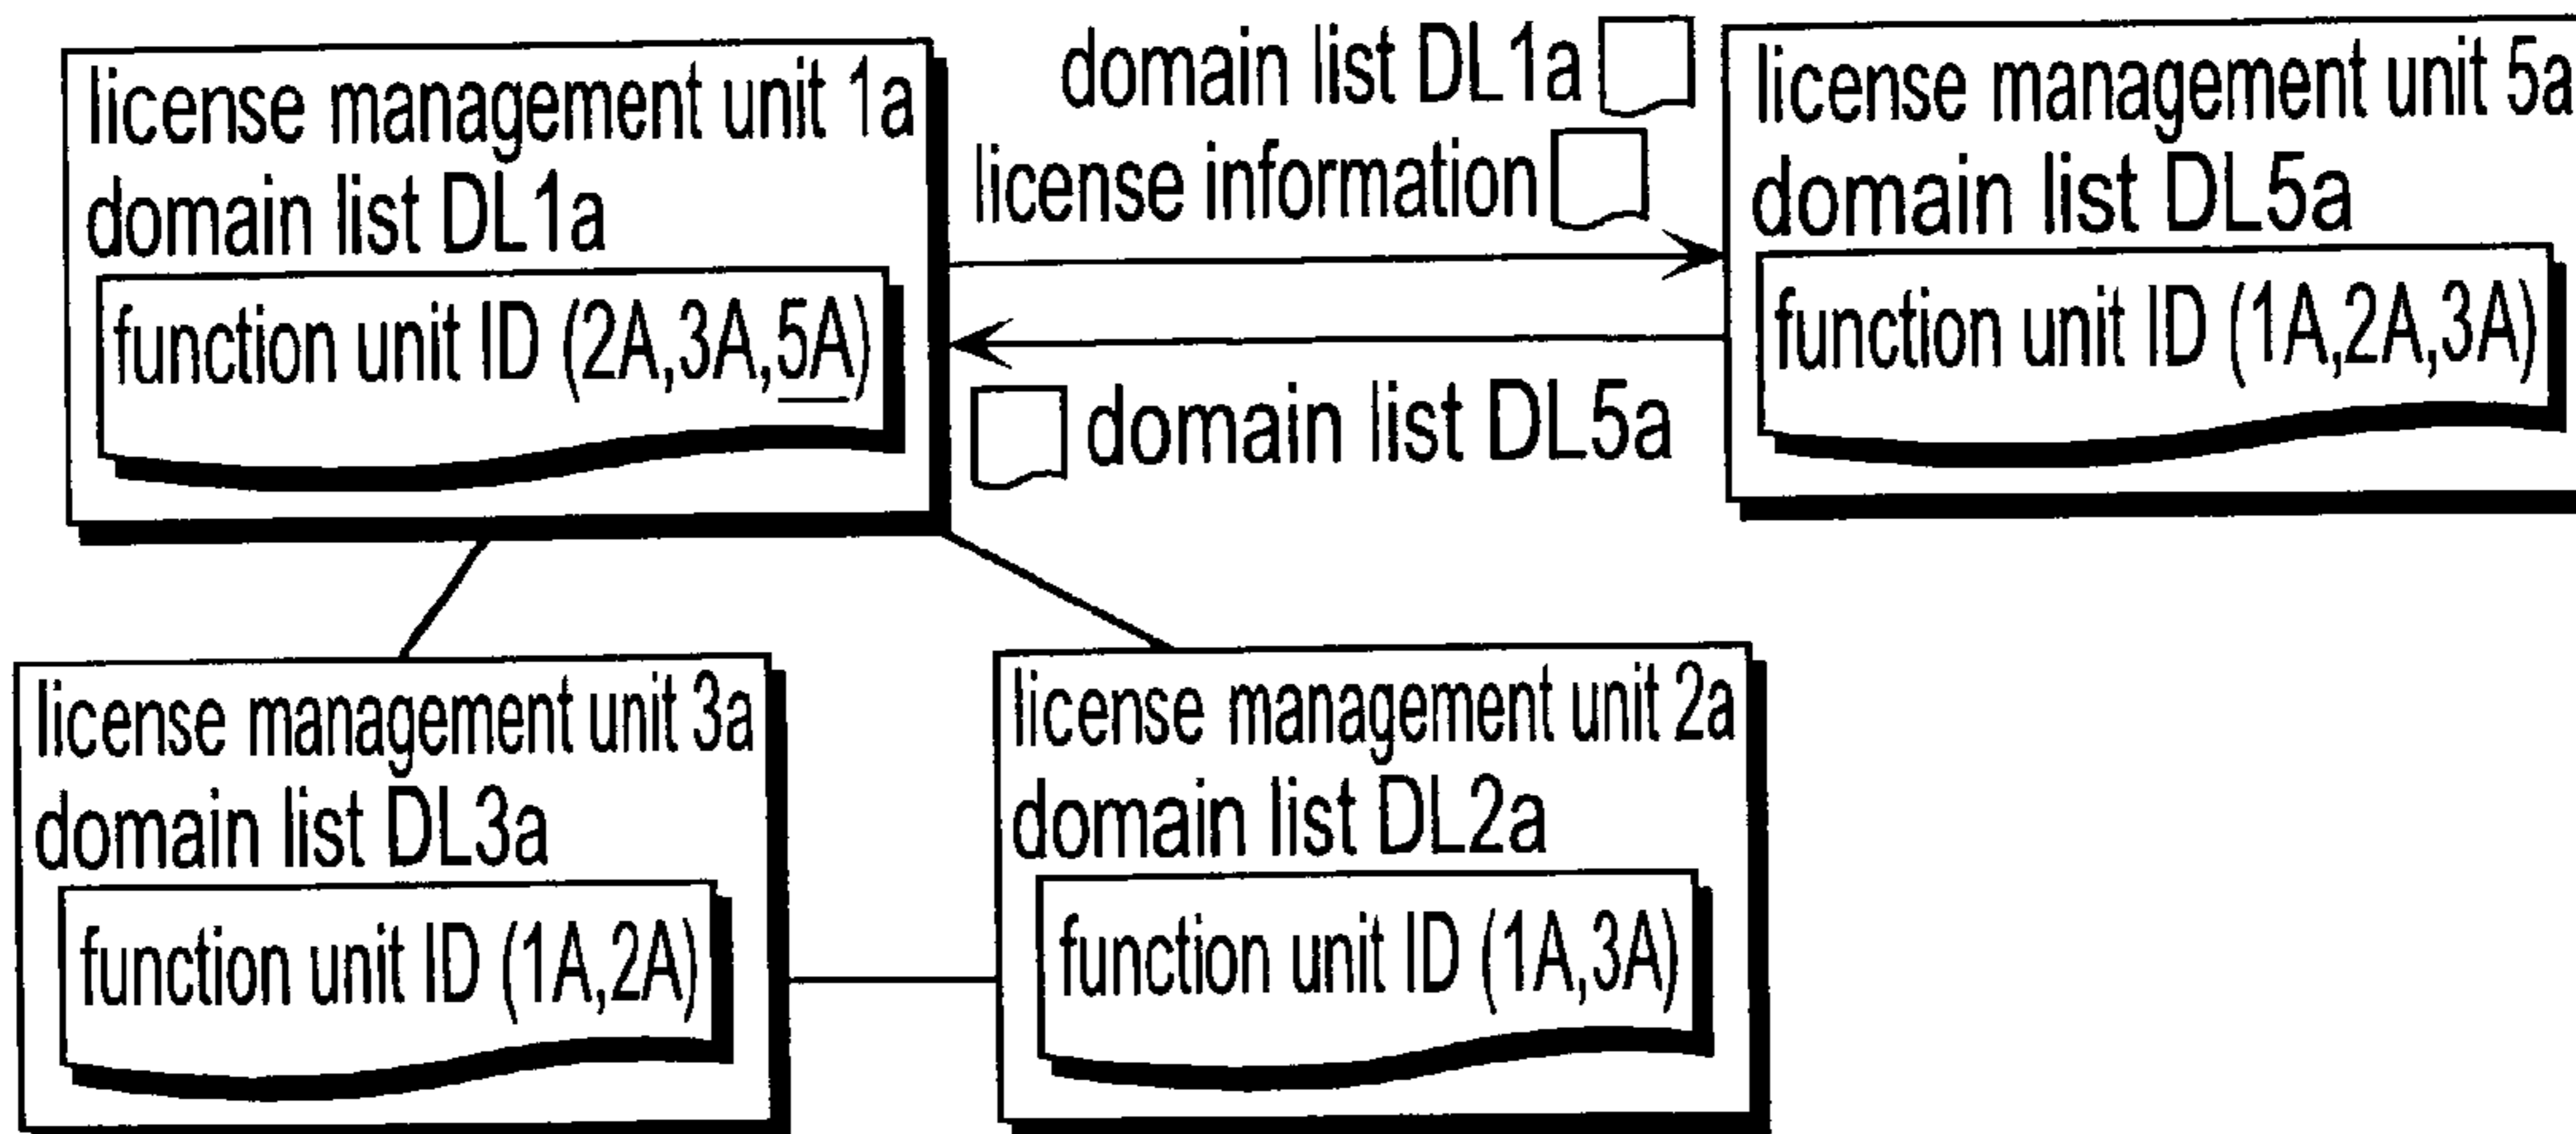 license management unit 1a
domain list DL1a
function unit ID (2A,3A,5A)
domain list DL1a
license information
domain list DL5a
license management unit 5a
domain list DL5a
function unit ID (1A,2A,3A)
license management unit 3a
domain list DL3a
function unit ID (1A,2A)
license management unit 2a
domain list DL2a
function unit ID (1A,3A)